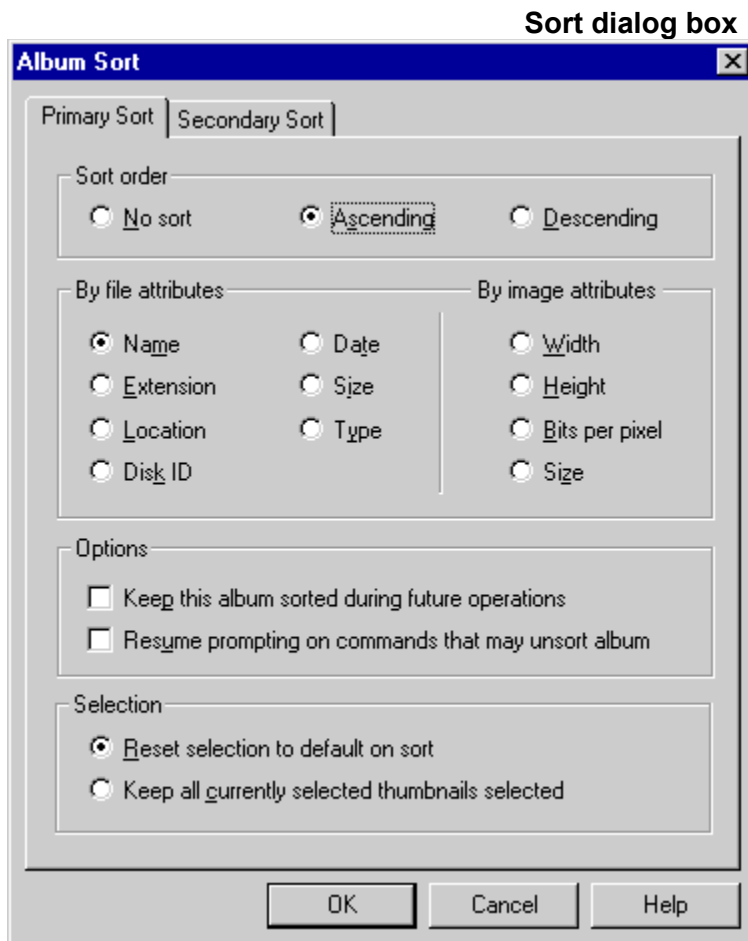 Sort dialog box
Album Sort
Primary Sort
Secondary Sort
Sort order
No sort
Ascending
Descending
By file attributes
By image attributes
Name
Date
Width
Extension
Size
Height
Location
Type
Bits per pixel
Disk ID
Size
Options
Keep this album sorted during future operations
Resume prompting on commands that may unsort album
Selection
Reset selection to default on sort
Keep all currently selected thumbnails selected
OK
Cancel
Help